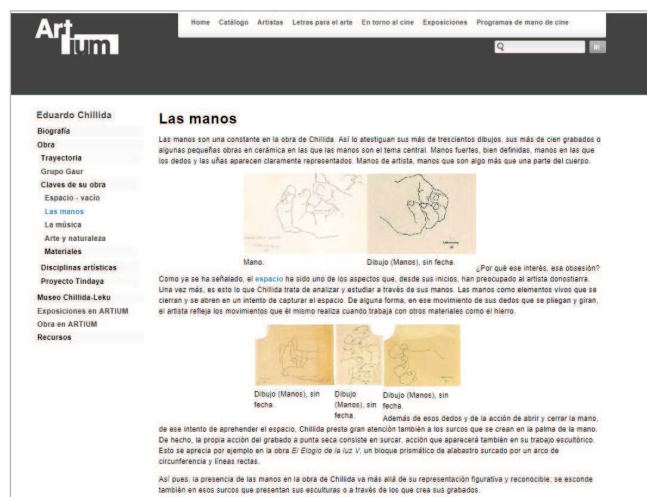 Artium
Home Catálogo Artistas Letras para el arte En torno al cine Exposiciones Programas de mano de cine
IR
Eduardo Chillida
Biografía
Obra
Trayectoria
Grupo Gaur
Claves de su obra
Espacio - vacío
Las manos
La música
Arte y naturaleza
Materiales
Disciplinas artísticas
Proyecto Tindaya
Museo Chillida-Leku
Exposiciones en ARTIUM
Obra en ARTIUM
Recursos
Las manos
Las manos son una constante en la obra de Chillida. Así lo atestiguan sus más de trescientos dibujos, sus más de cien grabados o
algunas pequeñas obras en cerámica en las que las manos son el tema central. Manos fuertes, bien definidas, manos en las que
los dedos y las uñas aparecen claramente representados. Manos de artista, manos que son algo más que una parte del cuerpo.
Mano. Dibujo (Manos), sin fecha.
¿Por qué ese interés, esa obsesión?
Como ya se ha señalado, el espacio ha sido uno de los aspectos que, desde sus inicios, han preocupado al artista donostiarra.
Una vez más, es esto lo que Chillida trata de analizar y estudiar a través de sus manos. Las manos como elementos vivos que se
cierran y se abren en un intento de capturar el espacio. De alguna forma, en ese movimiento de sus dedos que se pliegan y giran,
el artista refleja los movimientos que él mismo realiza cuando trabaja con otros materiales como el hierro.
Dibujo (Manos), sin fecha.
Dibujo (Manos), sin fecha.
Dibujo (Manos), sin fecha.
Además de esos dedos y de la acción de abrir y cerrar la mano,
de ese intento de aprehender el espacio, Chillida presta gran atención también a los surcos que se crean en la palma de la mano.
De hecho, la propia acción del grabado a punta seca consiste en surcar, acción que aparecerá también en su trabajo escultórico.
Esto se aprecia por ejemplo en la obra El Elogio de la luz V, un bloque prismático de alabastro surcado por un arco de
circunferencia y líneas rectas.
Así pues, la presencia de las manos en la obra de Chillida va más allá de su representación figurativa y reconocible, se esconde
también en esos surcos que presentan sus esculturas o a través de los que crea sus grabados.